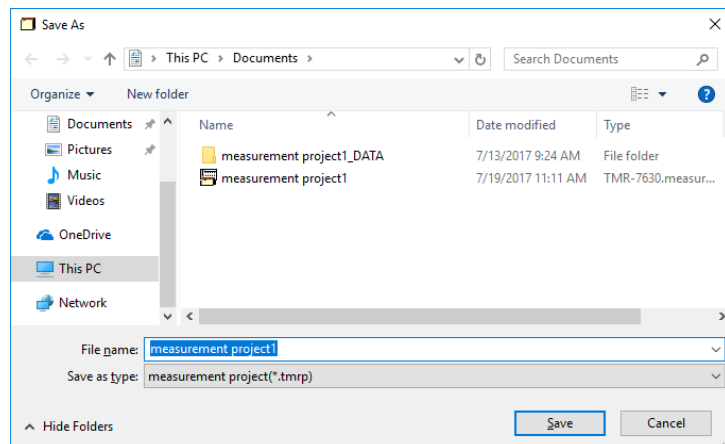 Save As
This PC > Documents >
Search Documents
Organize
New folder
Documents
Pictures
Music
Videos
OneDrive
This PC
Network
Name
Date modified
Type
measurement project1_DATA
7/13/2017 9:24 AM
File folder
measurement project1
7/19/2017 11:11 AM
TMR-7630.measur...
File name: measurement project1
Save as type: measurement project(*.tmrp)
Hide Folders
Save
Cancel